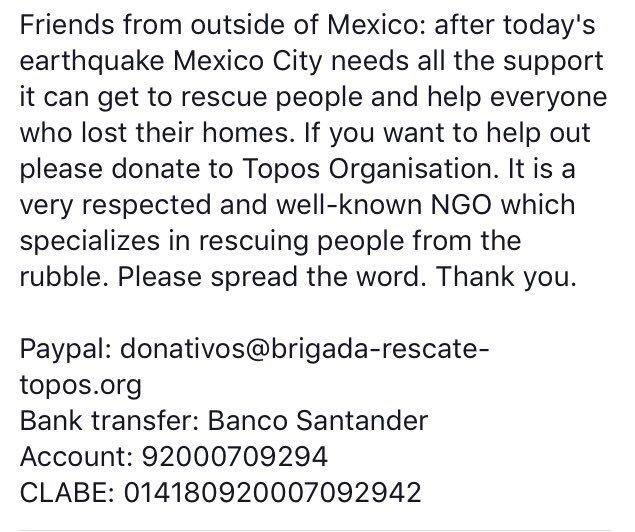 Friends from outside of Mexico: after today's
earthquake Mexico City needs all the support
it can get to rescue people and help everyone
who lost their homes. If you want to help out
please donate to Topos Organisation. It is a
very respected and well-known NGO which
specializes in rescuing people from the
rubble. Please spread the word. Thank you.
Paypal: donativos@brigada-rescate-
topos.org
Bank transfer: Banco Santander
Account: 92000709294
CLABE: 014180920007092942